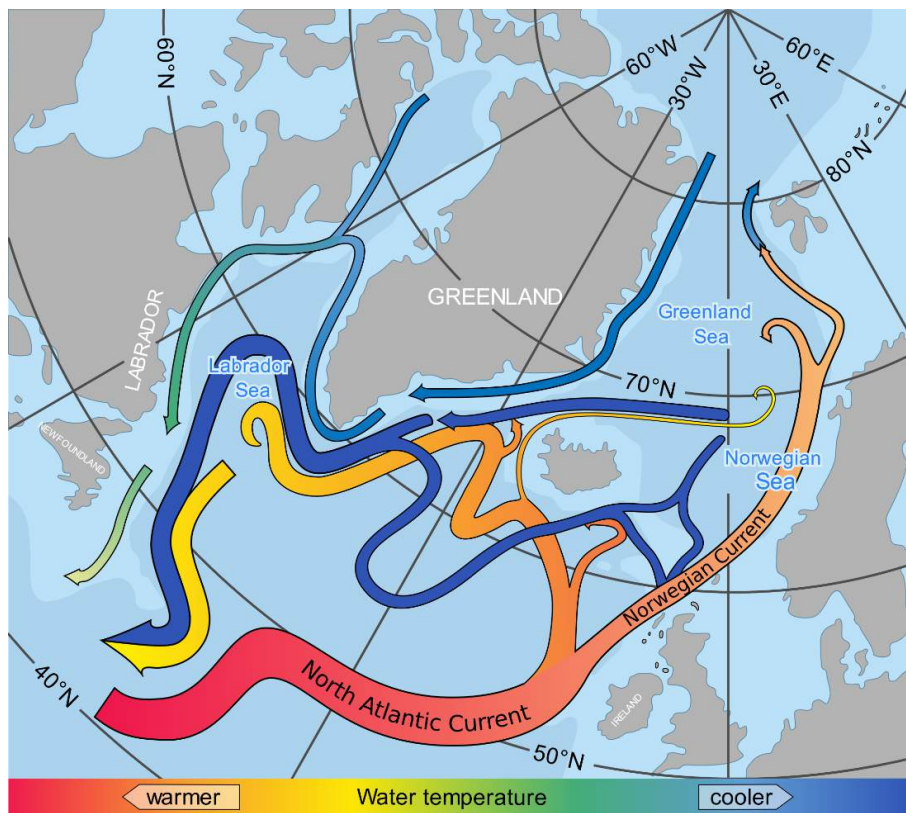 60°N
60°W
30°W
60°E
30°E
80°N
LABRADOR
GREENLAND
Greenland
Sea
Labrador
Sea
70°N
NEWFOUNDLAND
Norwegian
Sea
Norwegian Current
North Atlantic Current
IRELAND
40°N
50°N
warmer
Water temperature
cooler